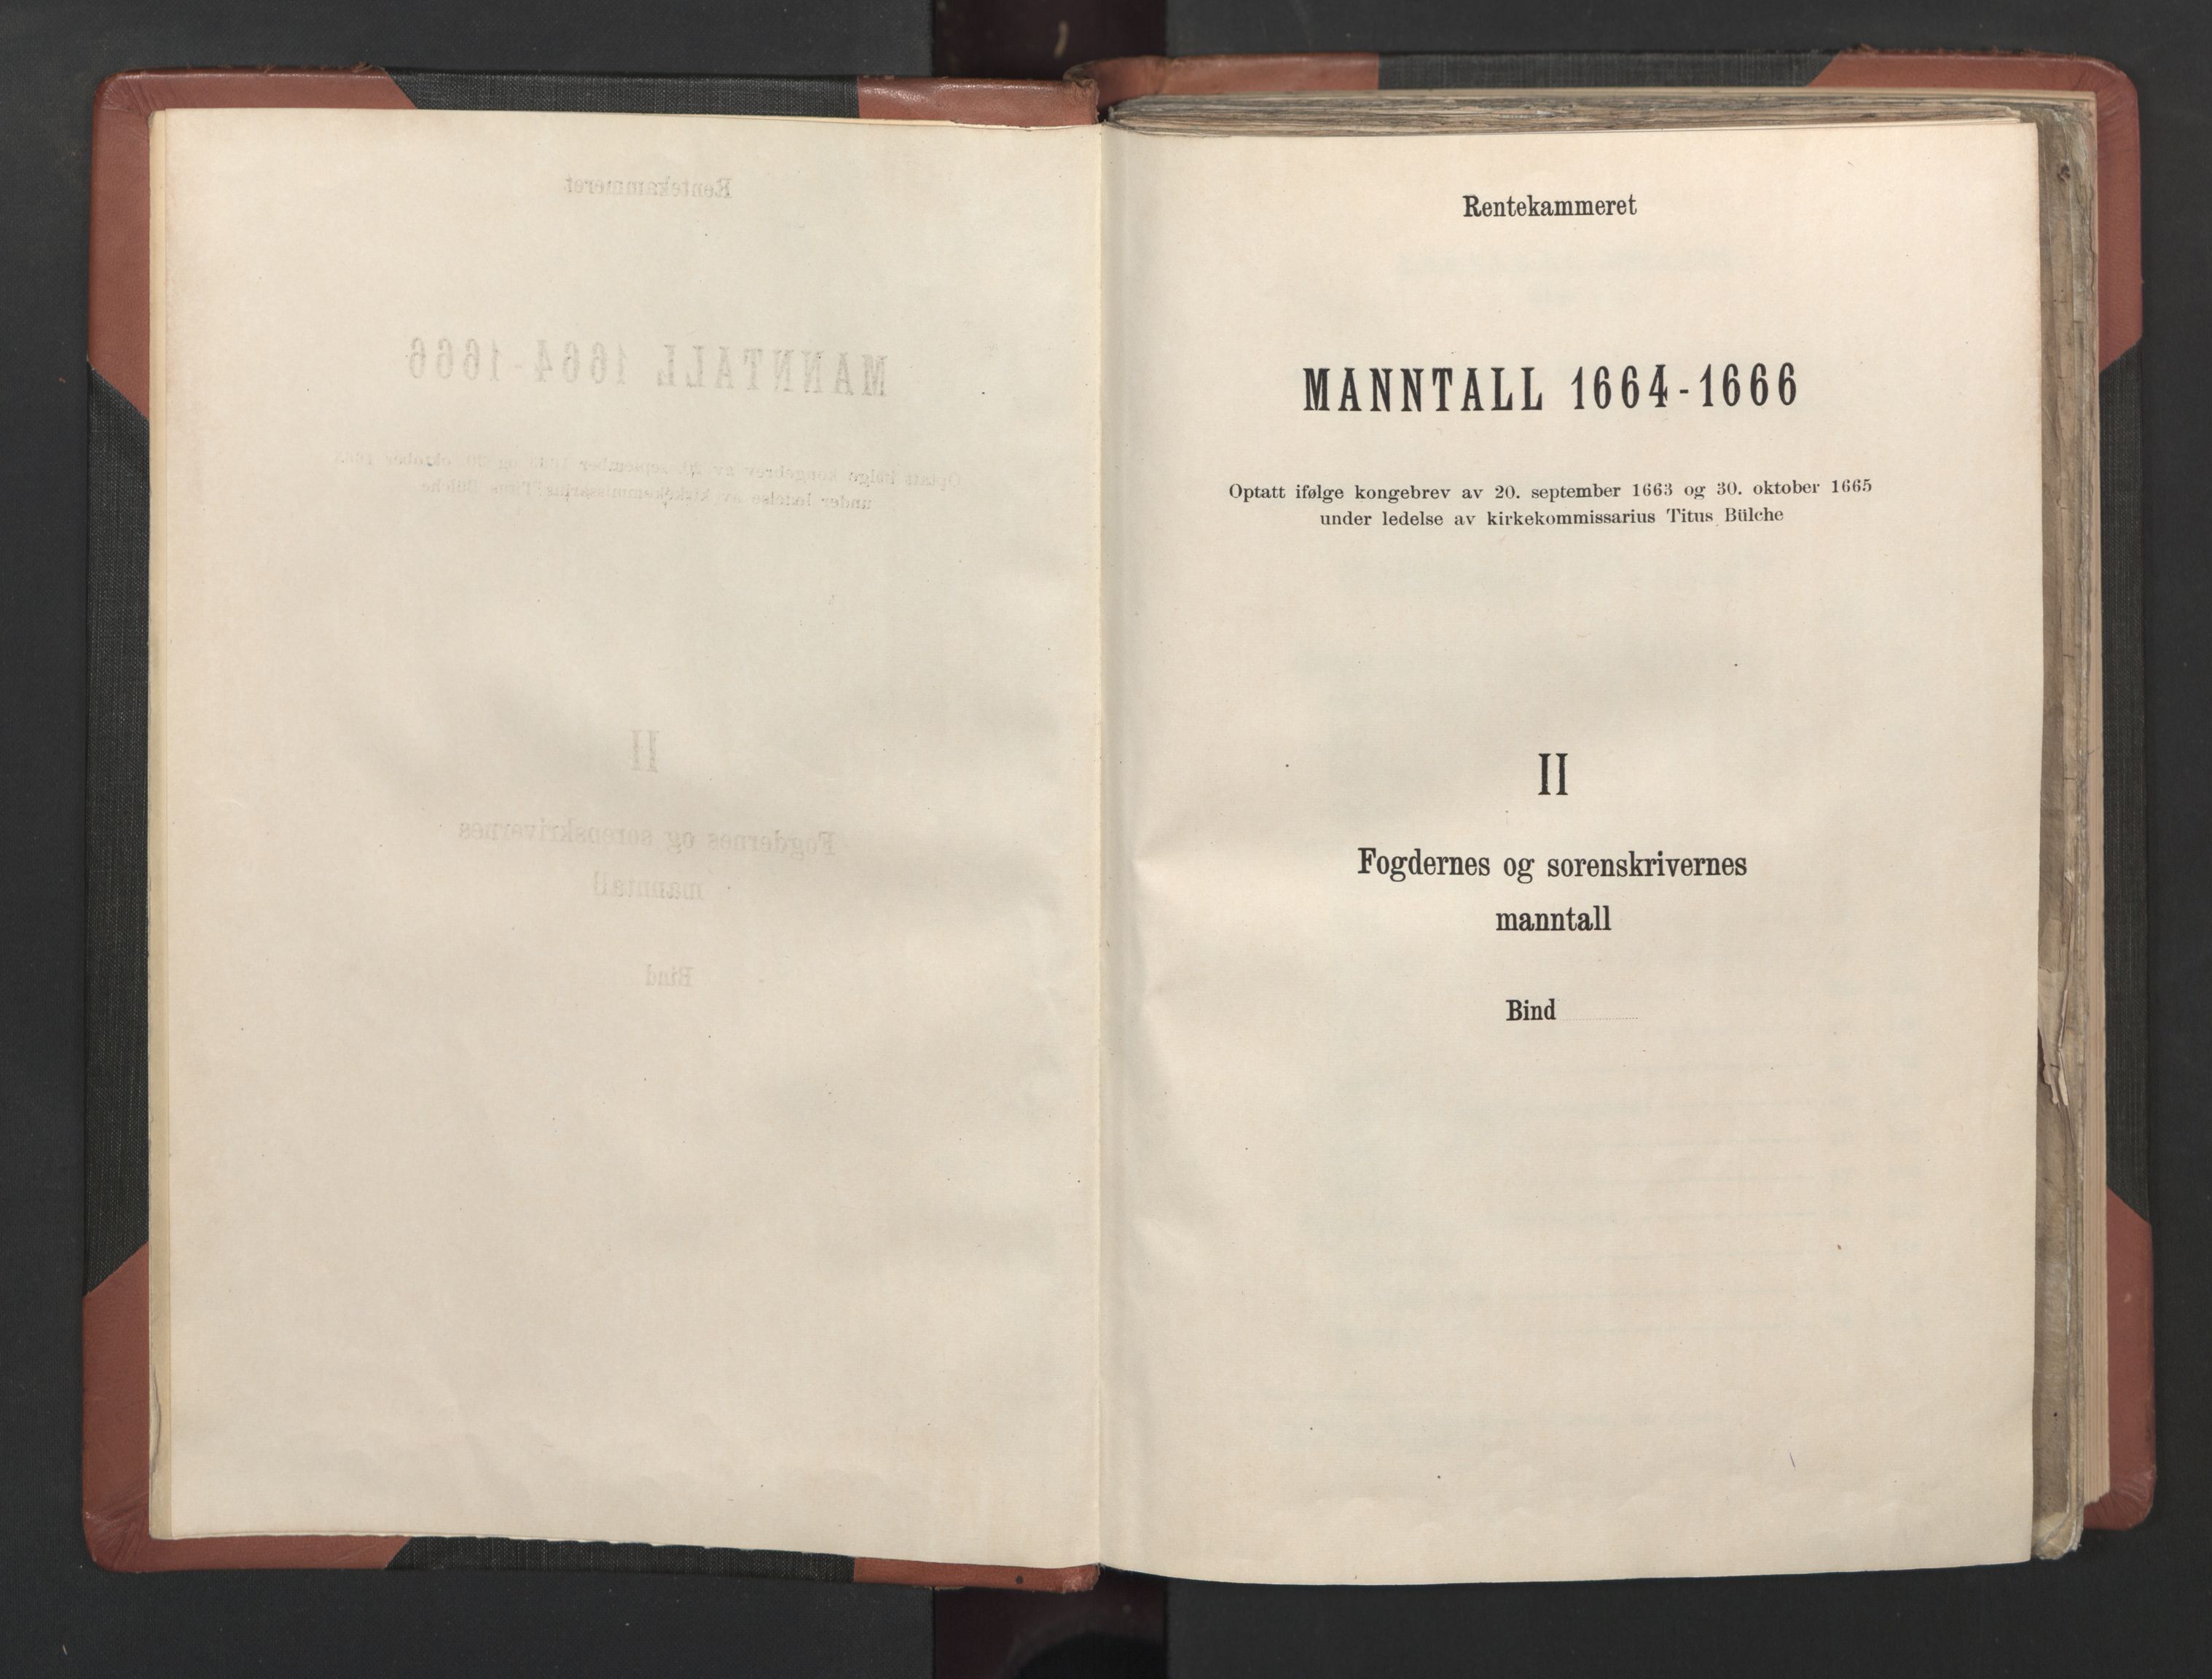 Rentekammeret
MANNTALL 1664-1666
Optatt ifølge kongebrev av 20. september 1663 og 30. oktober 1665
under ledelse av kirkekommissarius Titus Bülche
II
Fogdernes og sorenskrivernes
manntall
Bind